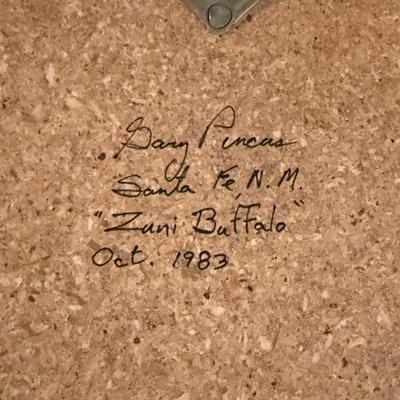 Gary Pincus
Santa Fe, N.M.
"Zuni Buffalo"
Oct. 1983